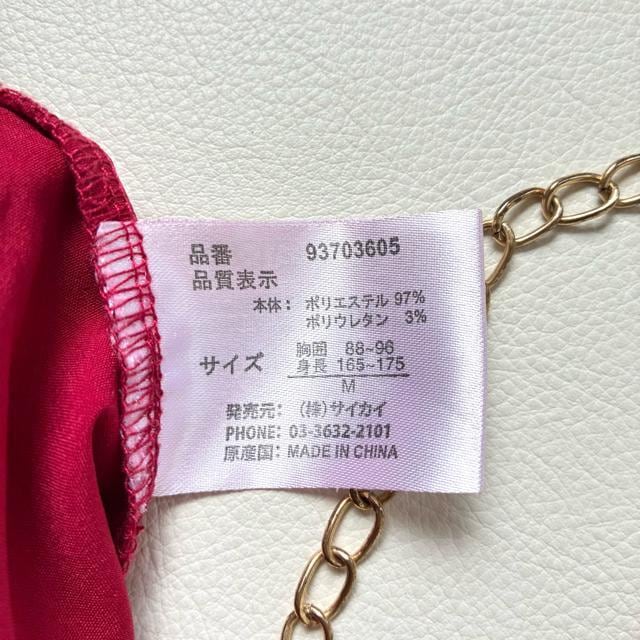 品番 93703605
品質表示
本体: ポリエステル 97%
ポリウレタン 3%
サイズ 胸囲 88~96
身長 165~175
M
発売元: (株)サイカイ
PHONE: 03-3632-2101
原産国: MADE IN CHINA